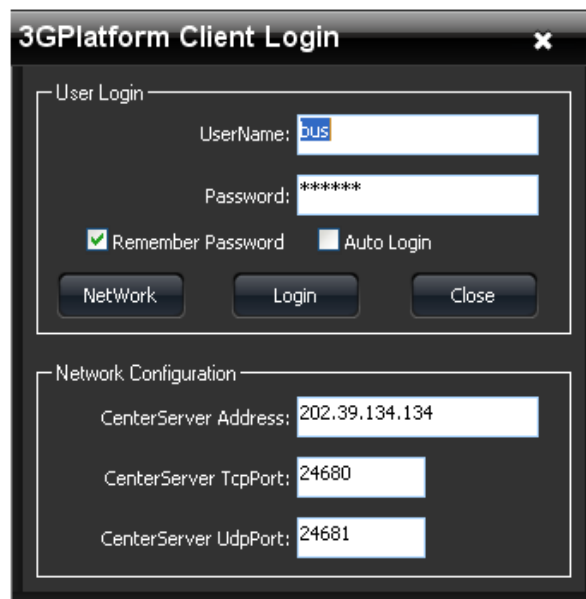 3GPlatform Client Login
User Login
UserName: bus
Password: ******
Remember Password Auto Login
NetWork Login Close
Network Configuration
CenterServer Address: 202.39.134.134
CenterServer TcpPort: 24680
CenterServer UdpPort: 24681